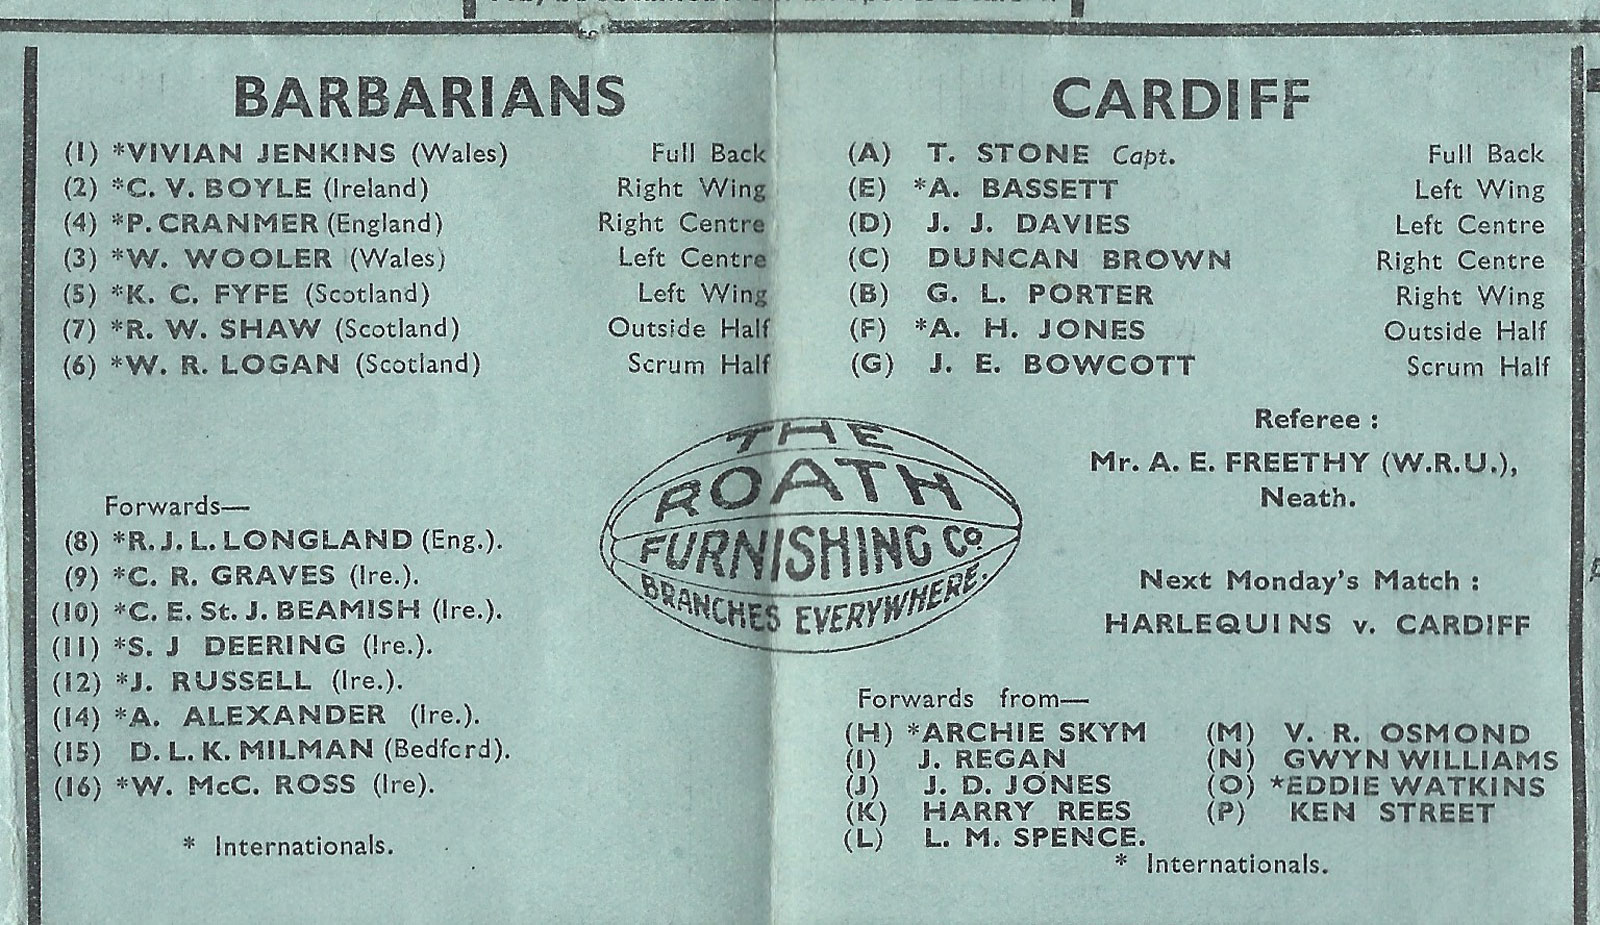 BARBARIANS
(1) *VIVIAN JENKINS (Wales) Full Back
(2) *C. V. BOYLE (Ireland) Right Wing
(4) *P. CRANMER (England) Right Centre
(3) *W. WOOLER (Wales) Left Centre
(5) *K. C. FYFE (Scotland) Left Wing
(7) *R. W. SHAW (Scotland) Outside Half
(6) *W. R. LOGAN (Scotland) Scrum Half
Forwards—
(8) *R. J. L. LONGLAND (Eng.).
(9) *C. R. GRAVES (Ire.).
(10) *C. E. St. J. BEAMISH (Ire.).
(11) *S. J DEERING (Ire.).
(12) *J. RUSSELL (Ire.).
(14) *A. ALEXANDER (Ire.).
(15) D. L. K. MILMAN (Bedford).
(16) *W. McC. ROSS (Ire).
* Internationals.
THE
ROATH
FURNISHING Co.
BRANCHES EVERYWHERE.
CARDIFF
(A) T. STONE Capt. Full Back
(E) *A. BASSETT Left Wing
(D) J. J. DAVIES Left Centre
(C) DUNCAN BROWN Right Centre
(B) G. L. PORTER Right Wing
(F) *A. H. JONES Outside Half
(G) J. E. BOWCOTT Scrum Half
Referee :
Mr. A. E. FREETHY (W.R.U.),
Neath.
Next Monday's Match :
HARLEQUINS v. CARDIFF
Forwards from—
(H) *ARCHIE SKYM (M) V. R. OSMOND
(I) J. REGAN (N) GWYN WILLIAMS
(J) J. D. JONES (O) *EDDIE WATKINS
(K) HARRY REES (P) KEN STREET
(L) L. M. SPENCE.
* Internationals.